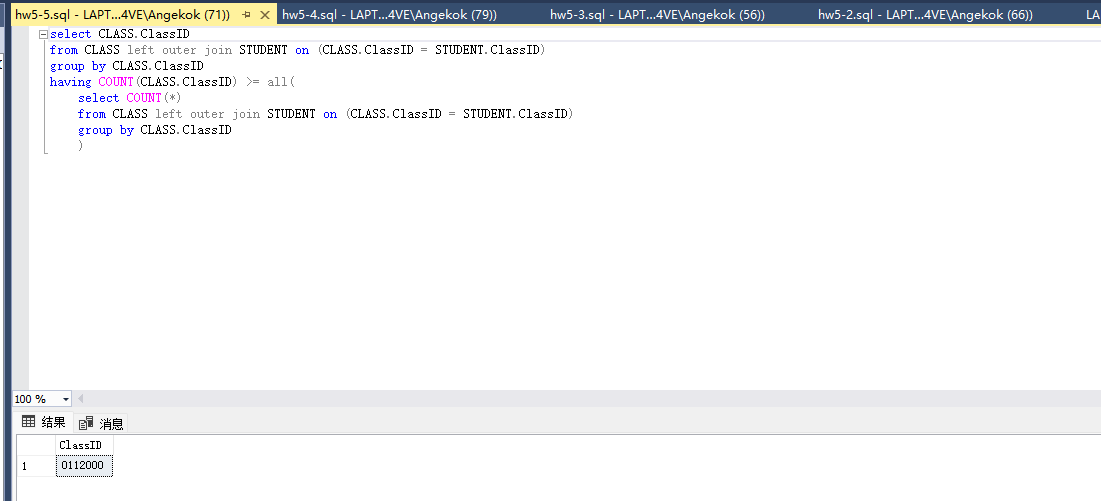 hw5-5.sql - LAPT...4VE\Angekok (71)) hw5-4.sql - LAPT...4VE\Angekok (79)) hw5-3.sql - LAPT...4VE\Angekok (56)) hw5-2.sql - LAPT...4VE\Angekok (66)) LA
select CLASS.ClassID
from CLASS left outer join STUDENT on (CLASS.ClassID = STUDENT.ClassID)
group by CLASS.ClassID
having COUNT(CLASS.ClassID) >= all(
select COUNT(*)
from CLASS left outer join STUDENT on (CLASS.ClassID = STUDENT.ClassID)
group by CLASS.ClassID
)
100 %
结果 消息
ClassID
1 0112000